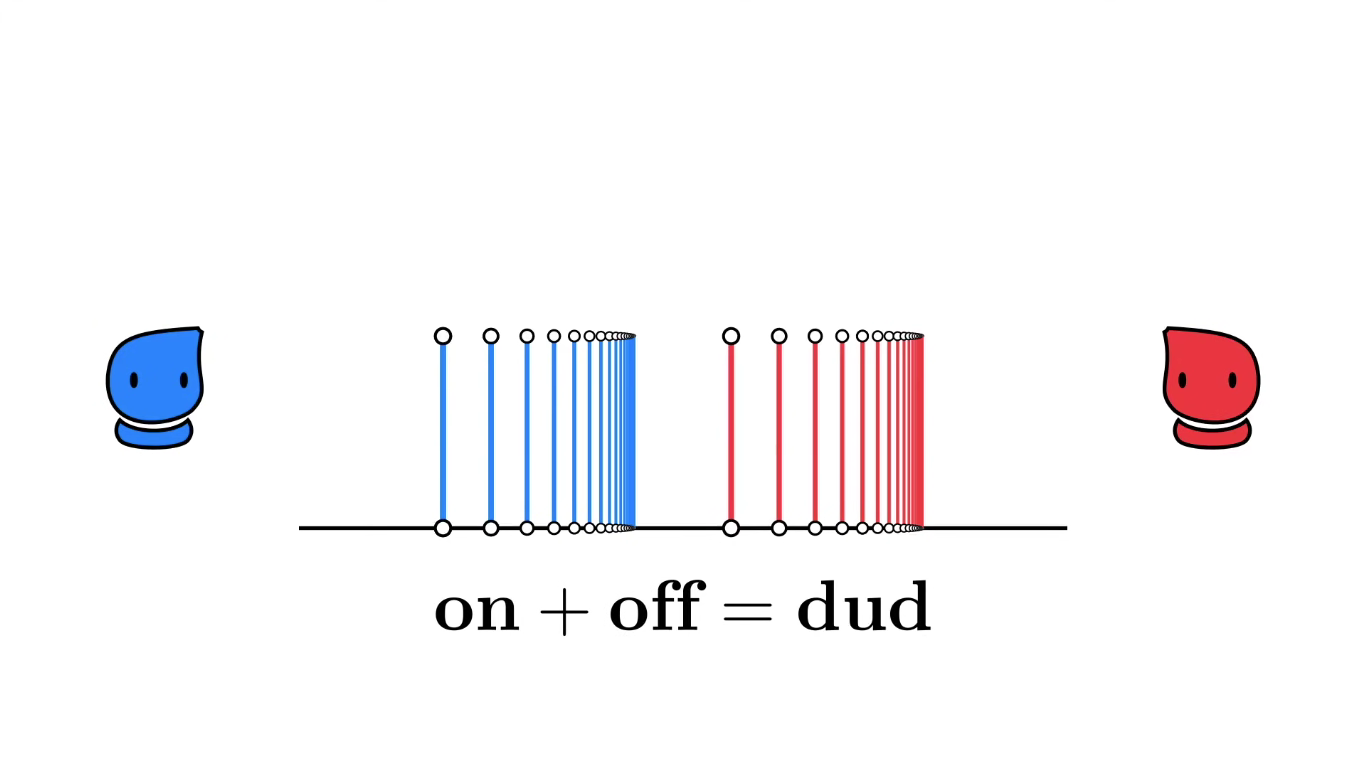 on + off = dud